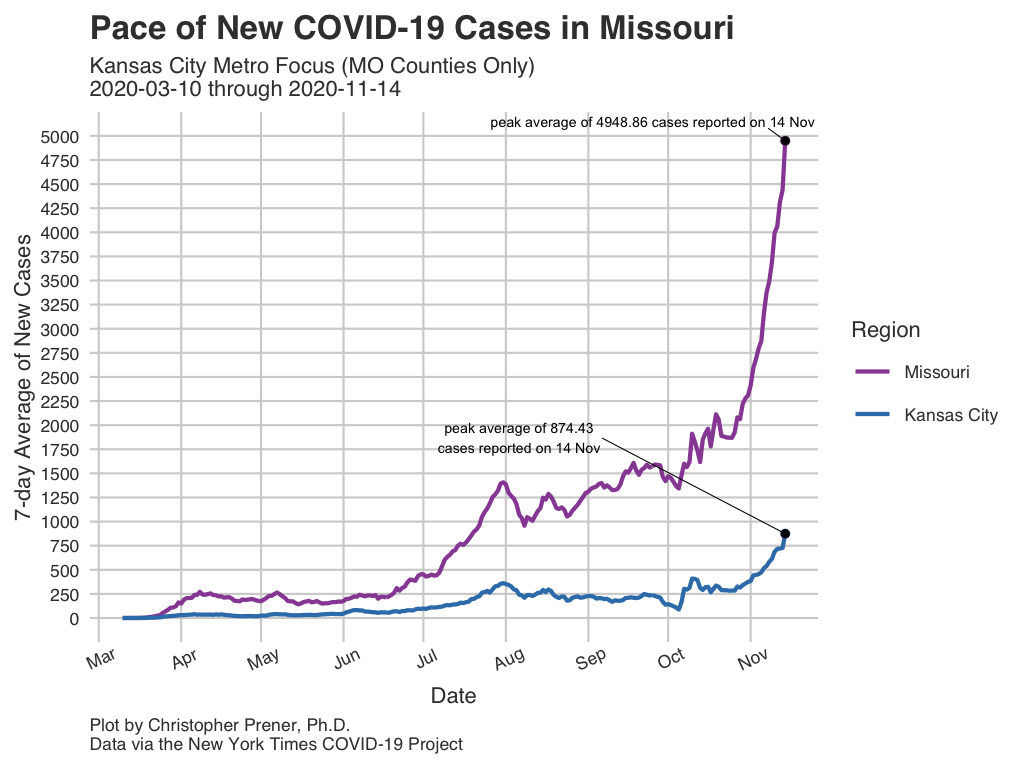 Pace of New COVID-19 Cases in Missouri
Kansas City Metro Focus (MO Counties Only)
2020-03-10 through 2020-11-14
peak average of 4948.86 cases reported on 14 Nov
5000
4750
4500
4250
4000
3750
3500
3250
3000
2750
2500
2250
2000
1750
1500
1250
1000
750
500
250
0
7-day Average of New Cases
peak average of 874.43
cases reported on 14 Nov
Region
Missouri
Kansas City
Mar
Apr
May
Jun
Jul
Aug
Sep
Oct
Nov
Date
Plot by Christopher Prener, Ph.D.
Data via the New York Times COVID-19 Project